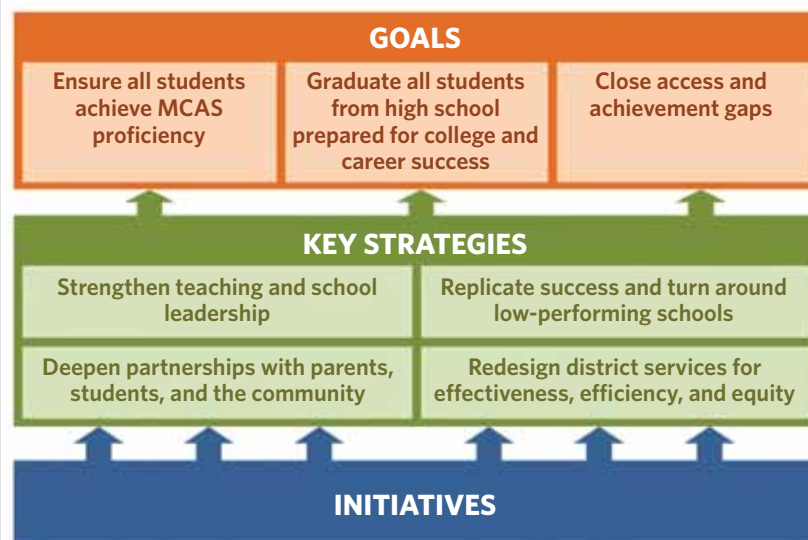 GOALS
Ensure all students
achieve MCAS
proficiency
Graduate all students
from high school
prepared for college and
career success
Close access and
achievement gaps
KEY STRATEGIES
Strengthen teaching and school
leadership
Replicate success and turn around
low-performing schools
Deepen partnerships with parents,
students, and the community
Redesign district services for
effectiveness, efficiency, and equity
INITIATIVES